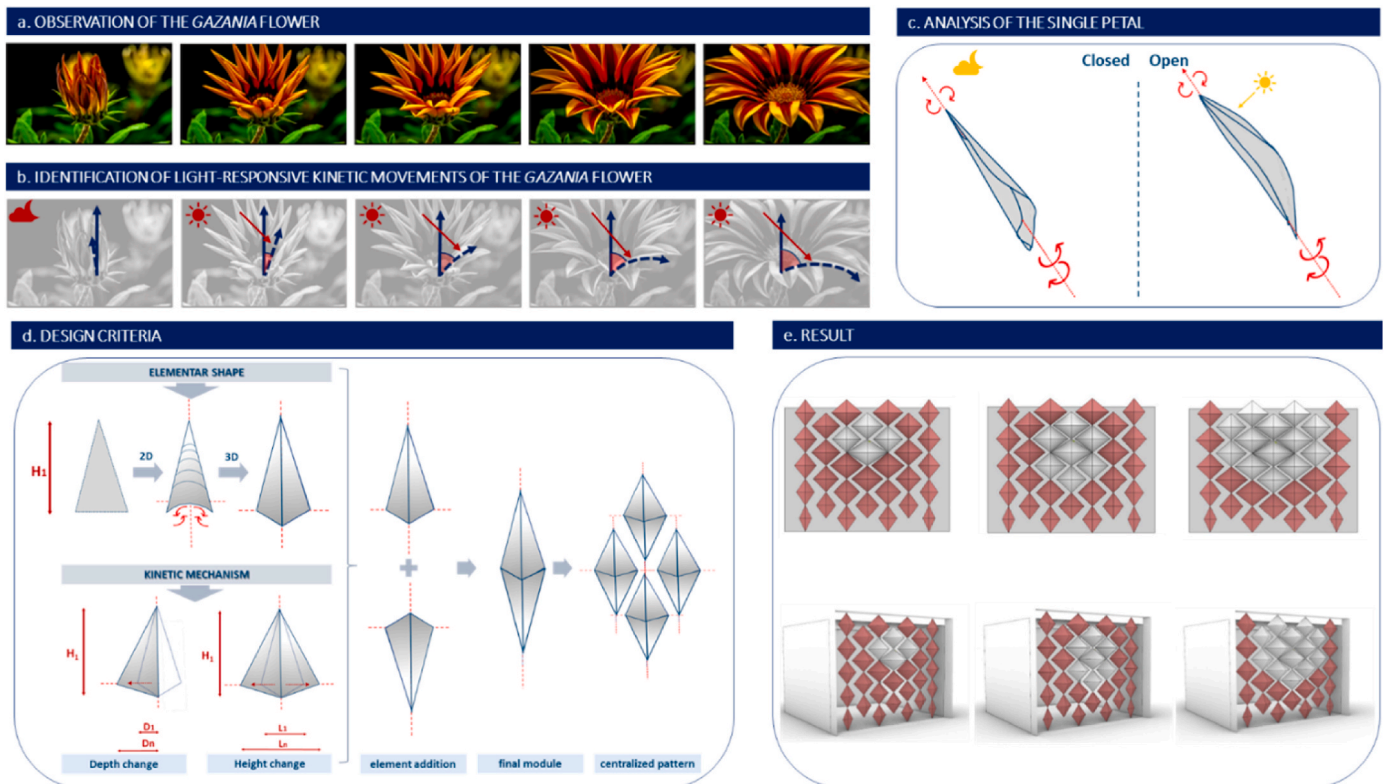 a. OBSERVATION OF THE GAZANIA FLOWER
b. IDENTIFICATION OF LIGHT-RESPONSIVE KINETIC MOVEMENTS OF THE GAZANIA FLOWER
c. ANALYSIS OF THE SINGLE PETAL
Closed
Open
d. DESIGN CRITERIA
ELEMENTAR SHAPE
H1
2D
3D
KINETIC MECHANISM
H1
H1
D1
Dn
L1
Ln
Depth change
Height change
element addition
final module
centralized pattern
e. RESULT